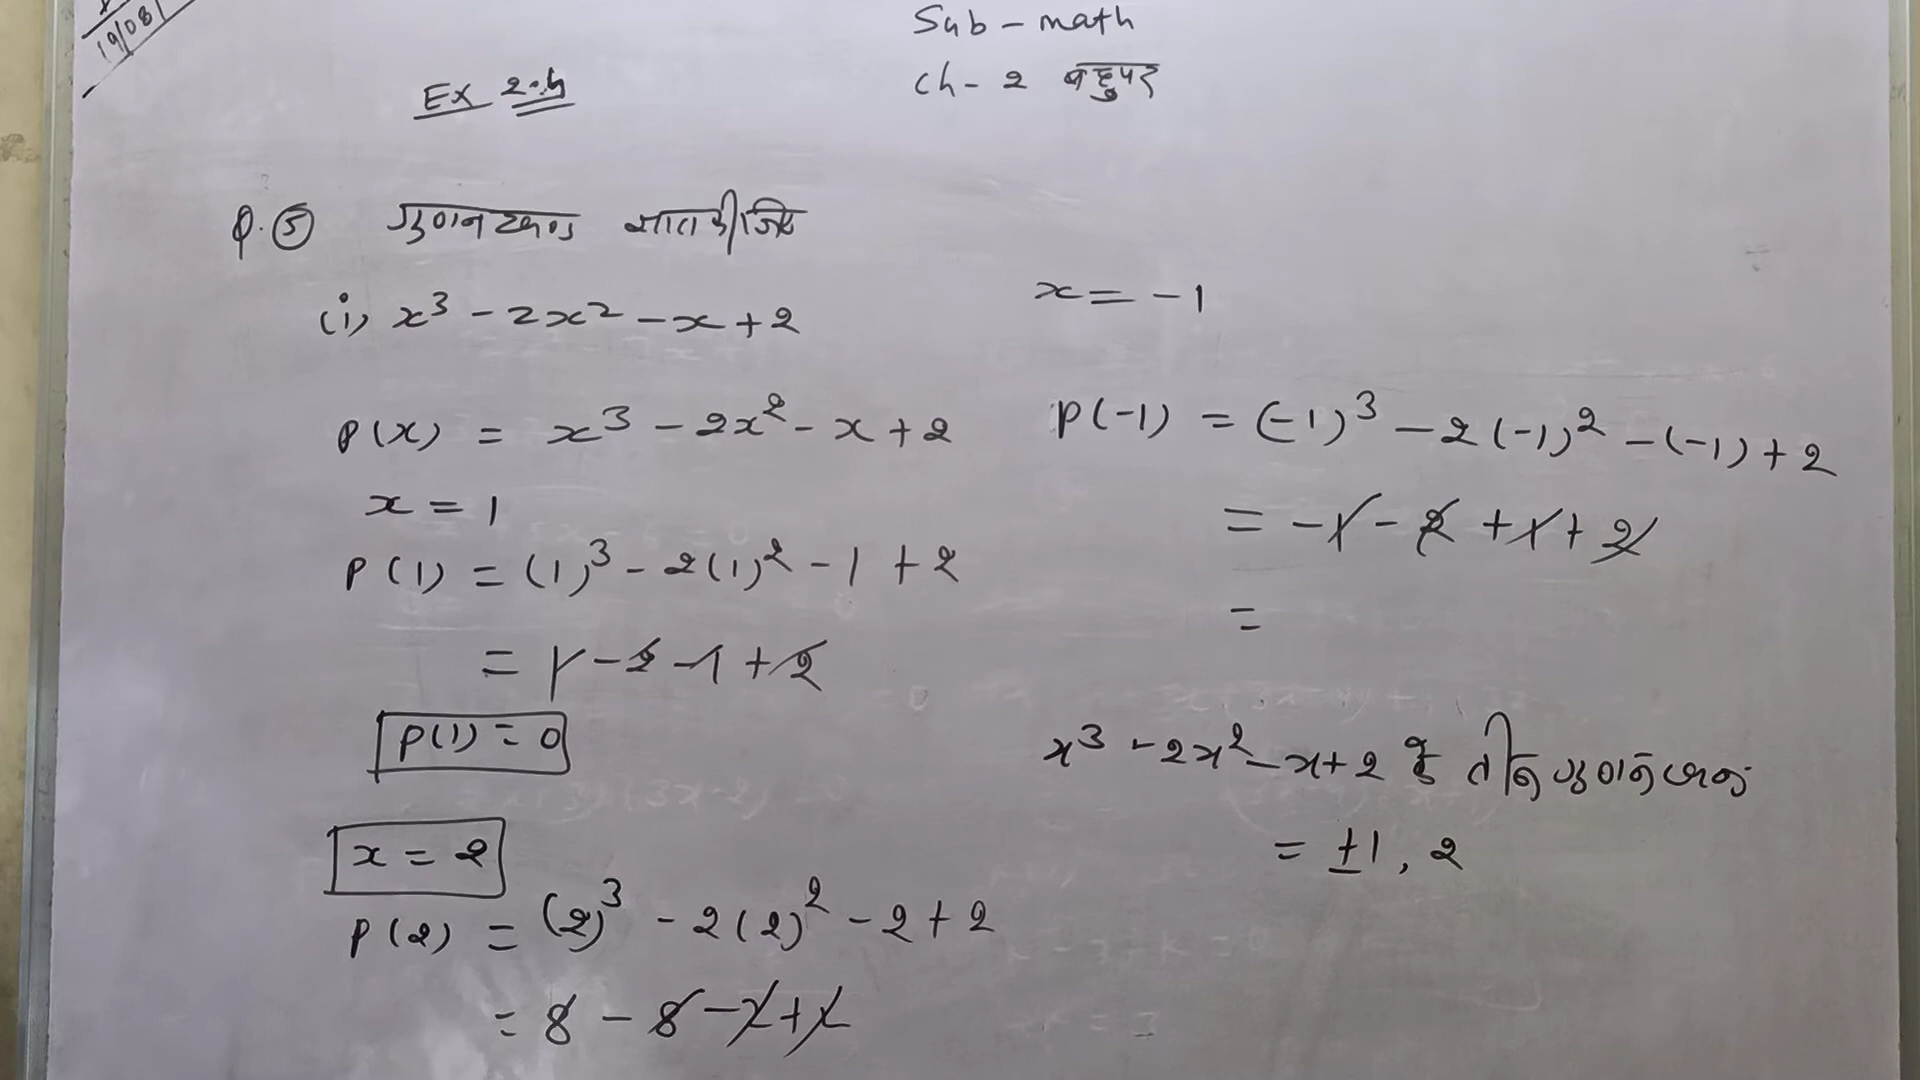 19/08/
Sub - math
Ch - 2 बहुपद
Ex 2.4
Q. 5 गुणनखण्ड ज्ञात कीजिए
(i) x³ - 2x² - x + 2
P(x) = x³ - 2x² - x + 2
x = 1
P(1) = (1)³ - 2(1)² - 1 + 2
= 1 - 2 - 1 + 2
P(1) = 0
x = 2
P(2) = (2)³ - 2(2)² - 2 + 2
= 8 - 8 - 2 + 2
x = -1
P(-1) = (-1)³ - 2(-1)² - (-1) + 2
= -1 - 2 + 1 + 2
=
x³ - 2x² - x + 2 के तीन गुणनखण्ड
= ±1, 2